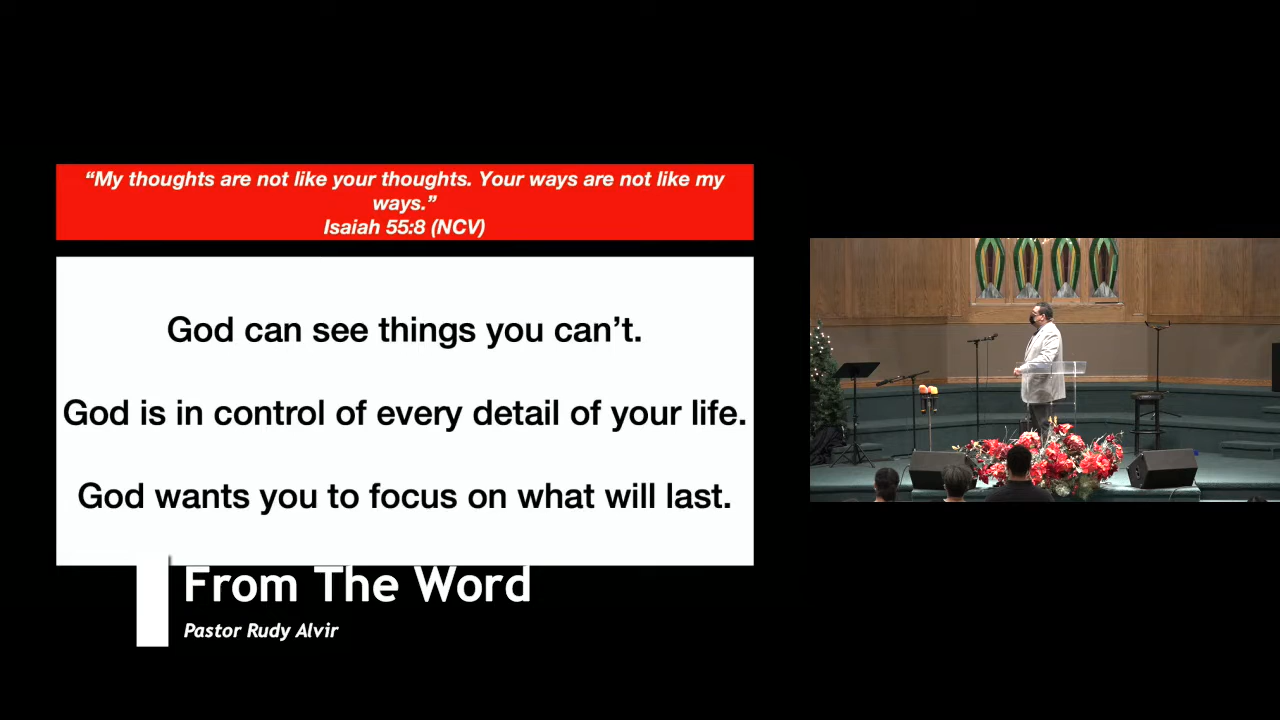 “My thoughts are not like your thoughts. Your ways are not like my
ways.”
Isaiah 55:8 (NCV)
God can see things you can’t.
God is in control of every detail of your life.
God wants you to focus on what will last.
From The Word
Pastor Rudy Alvir